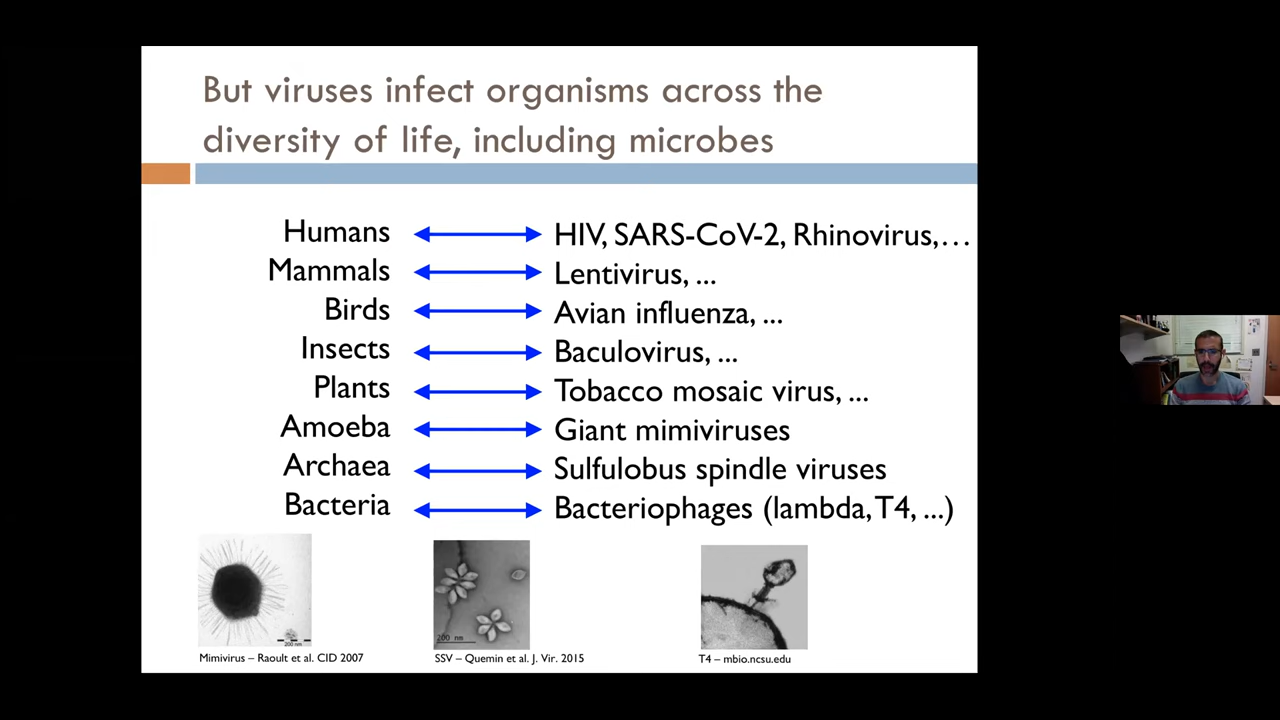 But viruses infect organisms across the
diversity of life, including microbes
Humans HIV, SARS-CoV-2, Rhinovirus,...
Mammals Lentivirus, ...
Birds Avian influenza, ...
Insects Baculovirus, ...
Plants Tobacco mosaic virus, ...
Amoeba Giant mimiviruses
Archaea Sulfulobus spindle viruses
Bacteria Bacteriophages (lambda, T4, ...)
200 nm
200 nm
Mimivirus – Raoult et al. CID 2007
SSV – Quemin et al. J. Vir. 2015
T4 – mbio.ncsu.edu